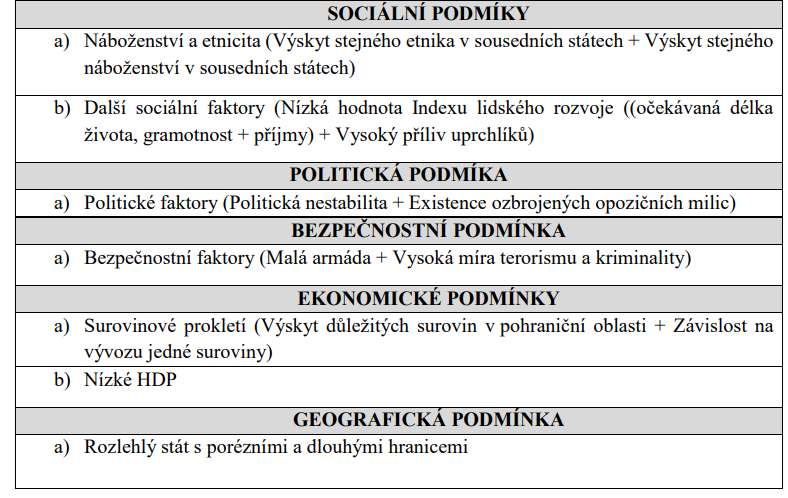 SOCIÁLNÍ PODMÍKY
a) Náboženství a etnicita (Výskyt stejného etnika v sousedních státech + Výskyt stejného
náboženství v sousedních státech)
b) Další sociální faktory (Nízká hodnota Indexu lidského rozvoje ((očekávaná délka
života, gramotnost + příjmy) + Vysoký příliv uprchlíků)
POLITICKÁ PODMÍKA
a) Politické faktory (Politická nestabilita + Existence ozbrojených opozičních milic)
BEZPEČNOSTNÍ PODMÍNKA
a) Bezpečnostní faktory (Malá armáda + Vysoká míra terorismu a kriminality)
EKONOMICKÉ PODMÍNKY
a) Surovinové prokletí (Výskyt důležitých surovin v pohraniční oblasti + Závislost na
vývozu jedné suroviny)
b) Nízké HDP
GEOGRAFICKÁ PODMÍNKA
a) Rozlehlý stát s porézními a dlouhými hranicemi